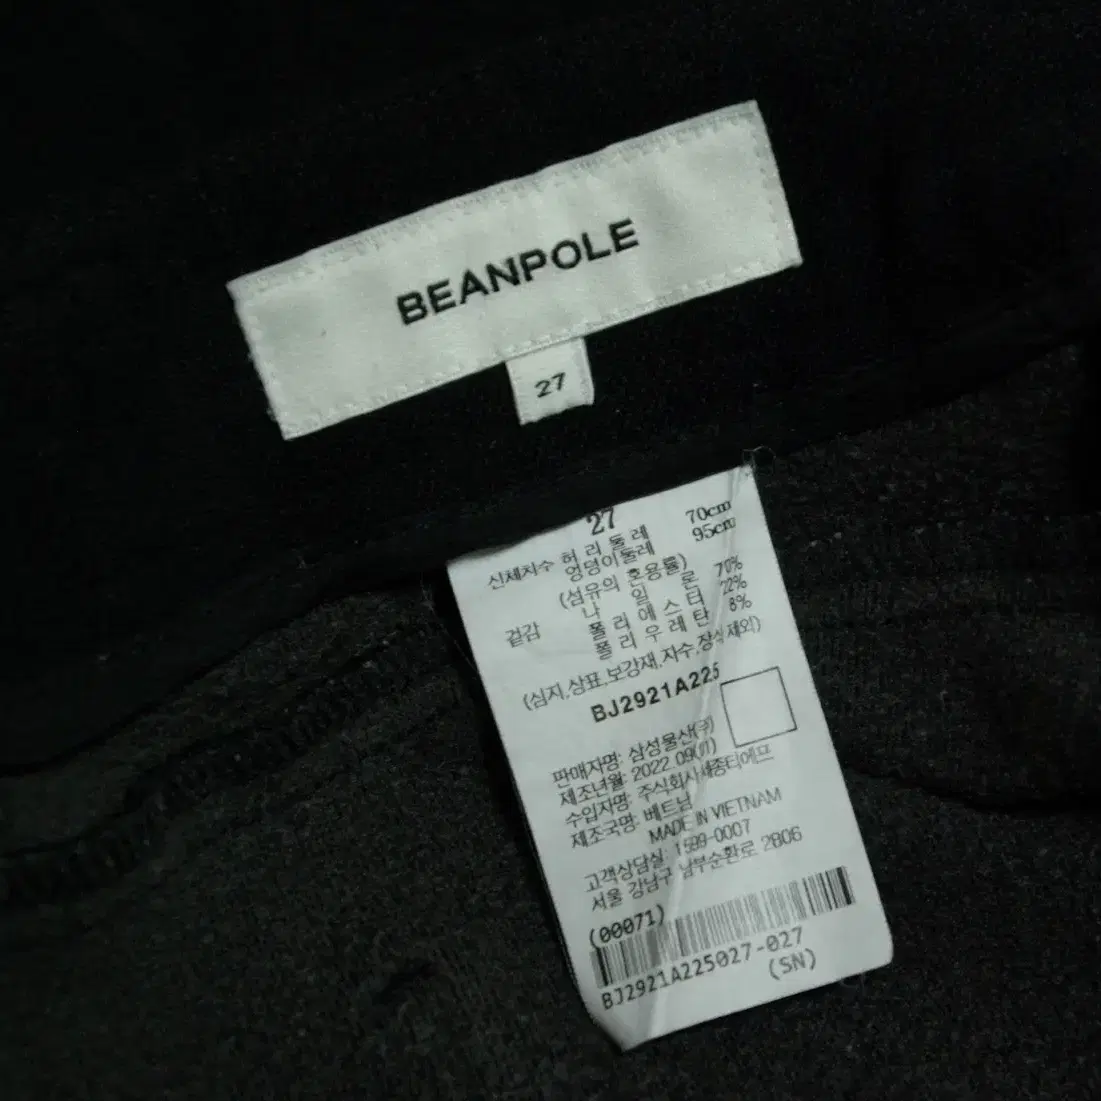 BEANPOLE
27
27
신체치수 허리둘레 70cm
엉덩이둘레 95cm
(섬유의 혼용률)
겉감 나일론 70%
폴리에스터 22%
폴리우레탄 8%
(심지,상표,보강재,자수,장식제외)
BJ2921A225
판매자명: 삼성물산(주)
제조년월: 2022.09(01)
수입자명: 주식회사세종티에프
제조국명: 베트남
MADE IN VIETNAM
고객상담실: 1599-0007
서울 강남구 남부순환로 2806
(00071)
BJ2921A225027-027
(SN)